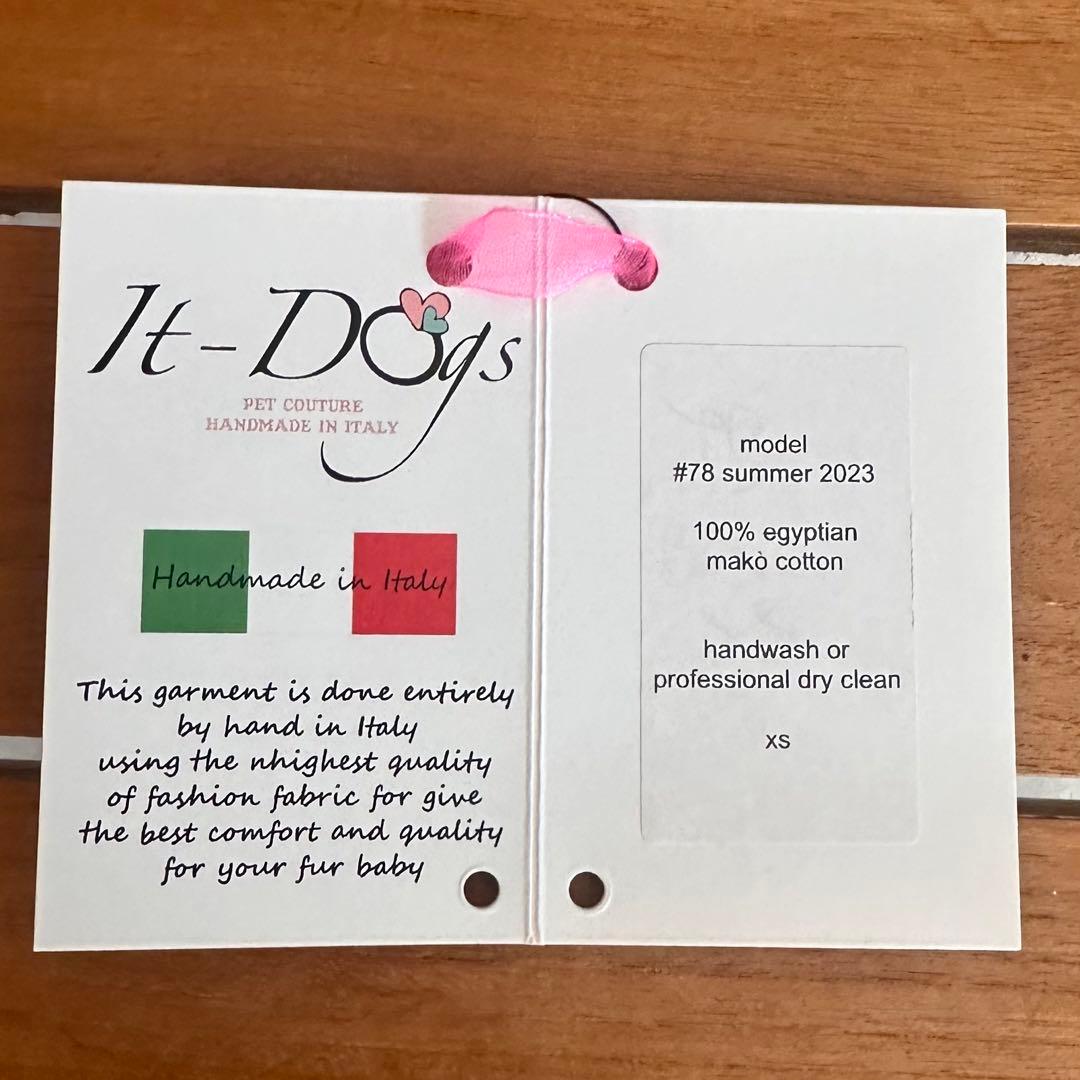 It-Dogs
PET COUTURE
HANDMADE IN ITALY
Handmade in Italy
This garment is done entirely
by hand in Italy
using the nhighest quality
of fashion fabric for give
the best comfort and quality
for your fur baby
model
#78 summer 2023
100% egyptian
makò cotton
handwash or
professional dry clean
xs